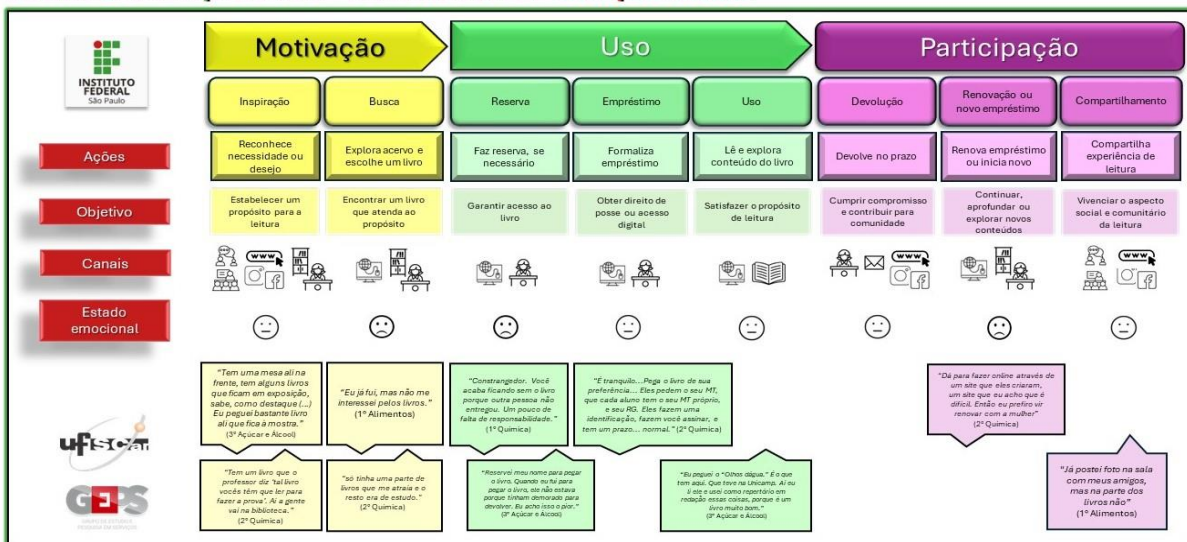 INSTITUTO
FEDERAL
São Paulo
Motivação
Uso
Participação
Inspiração
Busca
Reserva
Empréstimo
Uso
Devolução
Renovação ou
novo empréstimo
Compartilhamento
Ações
Reconhece
necessidade ou
desejo
Explora acervo e
escolhe um livro
Faz reserva, se
necessário
Formaliza
empréstimo
Lê e explora
conteúdo do livro
Devolve no prazo
Renova empréstimo
ou inicia novo
Compartilha
experiência de
leitura
Objetivo
Estabelecer um
propósito para a
leitura
Encontrar um livro
que atenda ao
propósito
Garantir acesso ao
livro
Obter direito de
posse ou acesso
digital
Satisfazer o propósito
de leitura
Cumprir compromisso
e contribuir para
comunidade
Continuar,
aprofundar ou
explorar novos
conteúdos
Vivenciar o aspecto
social e comunitário
da leitura
Canais
www
www
www
Estado
emocional
"Tem uma mesa ali na
frente, tem alguns livros
que ficam em exposição,
sabe, como destaque (...)
Eu peguei bastante livro
ali que fica à mostra."
(3º Açúcar e Álcool)
"Eu já fui, mas não me
interessei pelos livros."
(1º Alimentos)
"Constrangedor. Você
acaba ficando sem o livro
porque outra pessoa não
entregou. Um pouco de
falta de responsabilidade."
(1º Química)
"É tranquilo...Pega o livro de sua
preferência... Eles pedem o seu MT,
que cada aluno tem o seu MT próprio,
e seu RG. Eles fazem uma
identificação, fazem você assinar, e
tem um prazo... normal." (2º Química)
"Dá para fazer online através de
um site que eles criaram,
um site que eu acho que é
difícil. Então eu prefiro vir
renovar com a mulher"
(2º Química)
ufscar
GEPS
GRUPO DE ESTUDO E
PESQUISA EM SERVIÇOS
"Tem um livro que o
professor diz 'tal livro
vocês têm que ler para
fazer a prova'. Aí a gente
vai na biblioteca."
(2º Química)
"só tinha uma parte de
livros que me atraía e o
resto era de estudo."
(2º Química)
"Reservei meu nome para pegar
o livro. Quando eu fui para
pegar o livro, ele não estava
porque tinham demorado para
devolver. Eu acho isso o pior."
(3º Açúcar e Álcool)
"Eu peguei o "Olhos dágua." É o que
tem aqui. Que teve na Unicamp. Aí eu
li ele e usei como repertório em
redação essas coisas, porque é um
livro muito bom."
(3º Açúcar e Álcool)
"Já postei foto na sala
com meus amigos,
mas na parte dos
livros não"
(1º Alimentos)